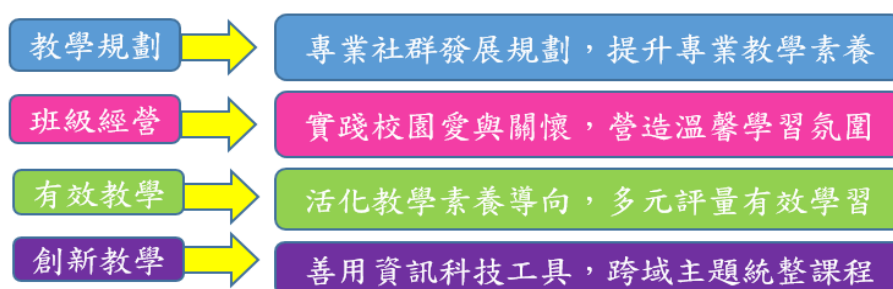 教學規劃
專業社群發展規劃，提升專業教學素養
班級經營
實踐校園愛與關懷，營造溫馨學習氛圍
有效教學
活化教學素養導向，多元評量有效學習
創新教學
善用資訊科技工具，跨域主題統整課程